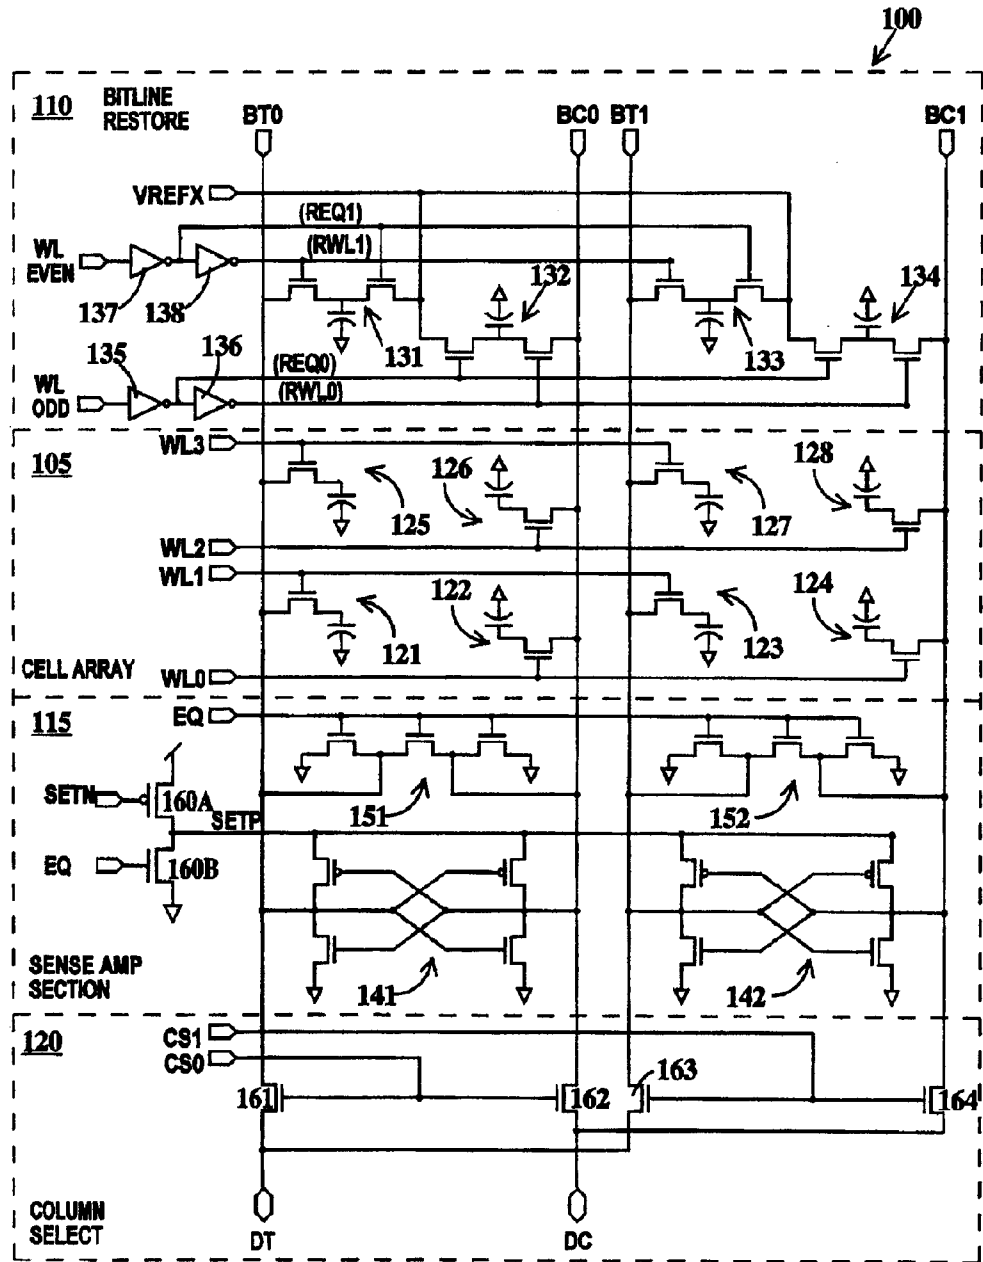 100
110 BITLINE RESTORE
BT0 BC0 BT1 BC1
VREFX
(REQ1)
WL EVEN
(RWL1)
137 138
132 134
131 133
135 136
(REQ0)
WL ODD
(RWL0)
105
WL3
126 128
125 127
WL2
WL1
122 124
121 123
CELL ARRAY
WL0
115
EQ
SETN
160A
151 152
SETP
EQ
160B
SENSE AMP SECTION
141 142
120
CS1
CS0
161 162 163 164
COLUMN SELECT
DT DC